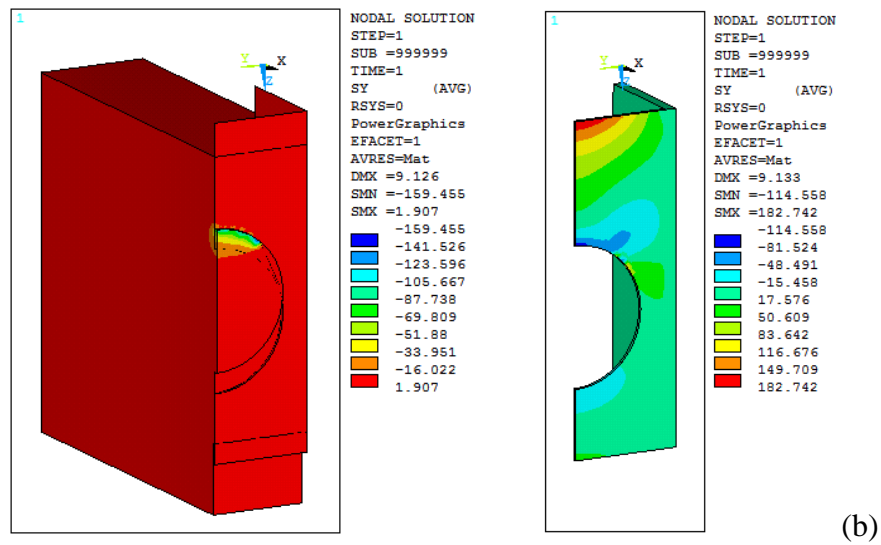 1
NODAL SOLUTION
STEP=1
SUB =999999
TIME=1
SY (AVG)
RSYS=0
PowerGraphics
EFACET=1
AVRES=Mat
DMX =9.126
SMN =-159.455
SMX =1.907
-159.455
-141.526
-123.596
-105.667
-87.738
-69.809
-51.88
-33.951
-16.022
1.907
Y X
Z
1
NODAL SOLUTION
STEP=1
SUB =999999
TIME=1
SY (AVG)
RSYS=0
PowerGraphics
EFACET=1
AVRES=Mat
DMX =9.133
SMN =-114.558
SMX =182.742
-114.558
-81.524
-48.491
-15.458
17.576
50.609
83.642
116.676
149.709
182.742
Y X
Z
(b)